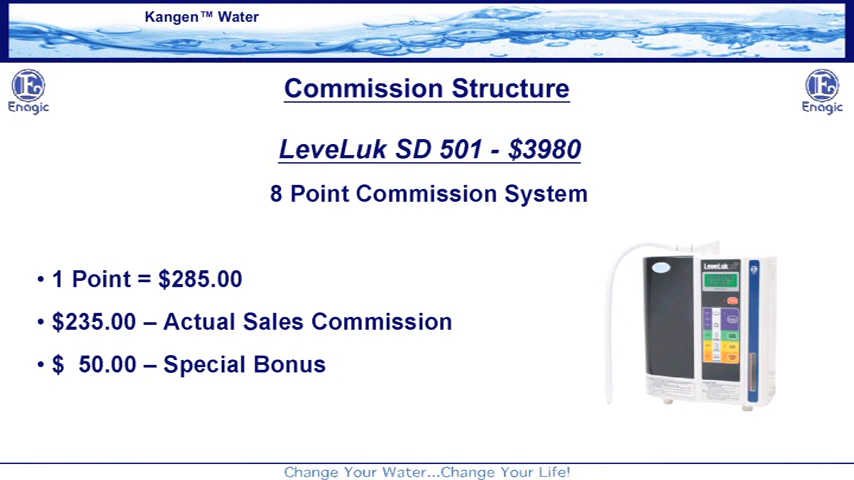 Kangen™ Water
Commission Structure
Enagic
Enagic
LeveLuk SD 501 - $3980
8 Point Commission System
• 1 Point = $285.00
• $235.00 – Actual Sales Commission
• $ 50.00 – Special Bonus
LeveLuk
Change Your Water...Change Your Life!